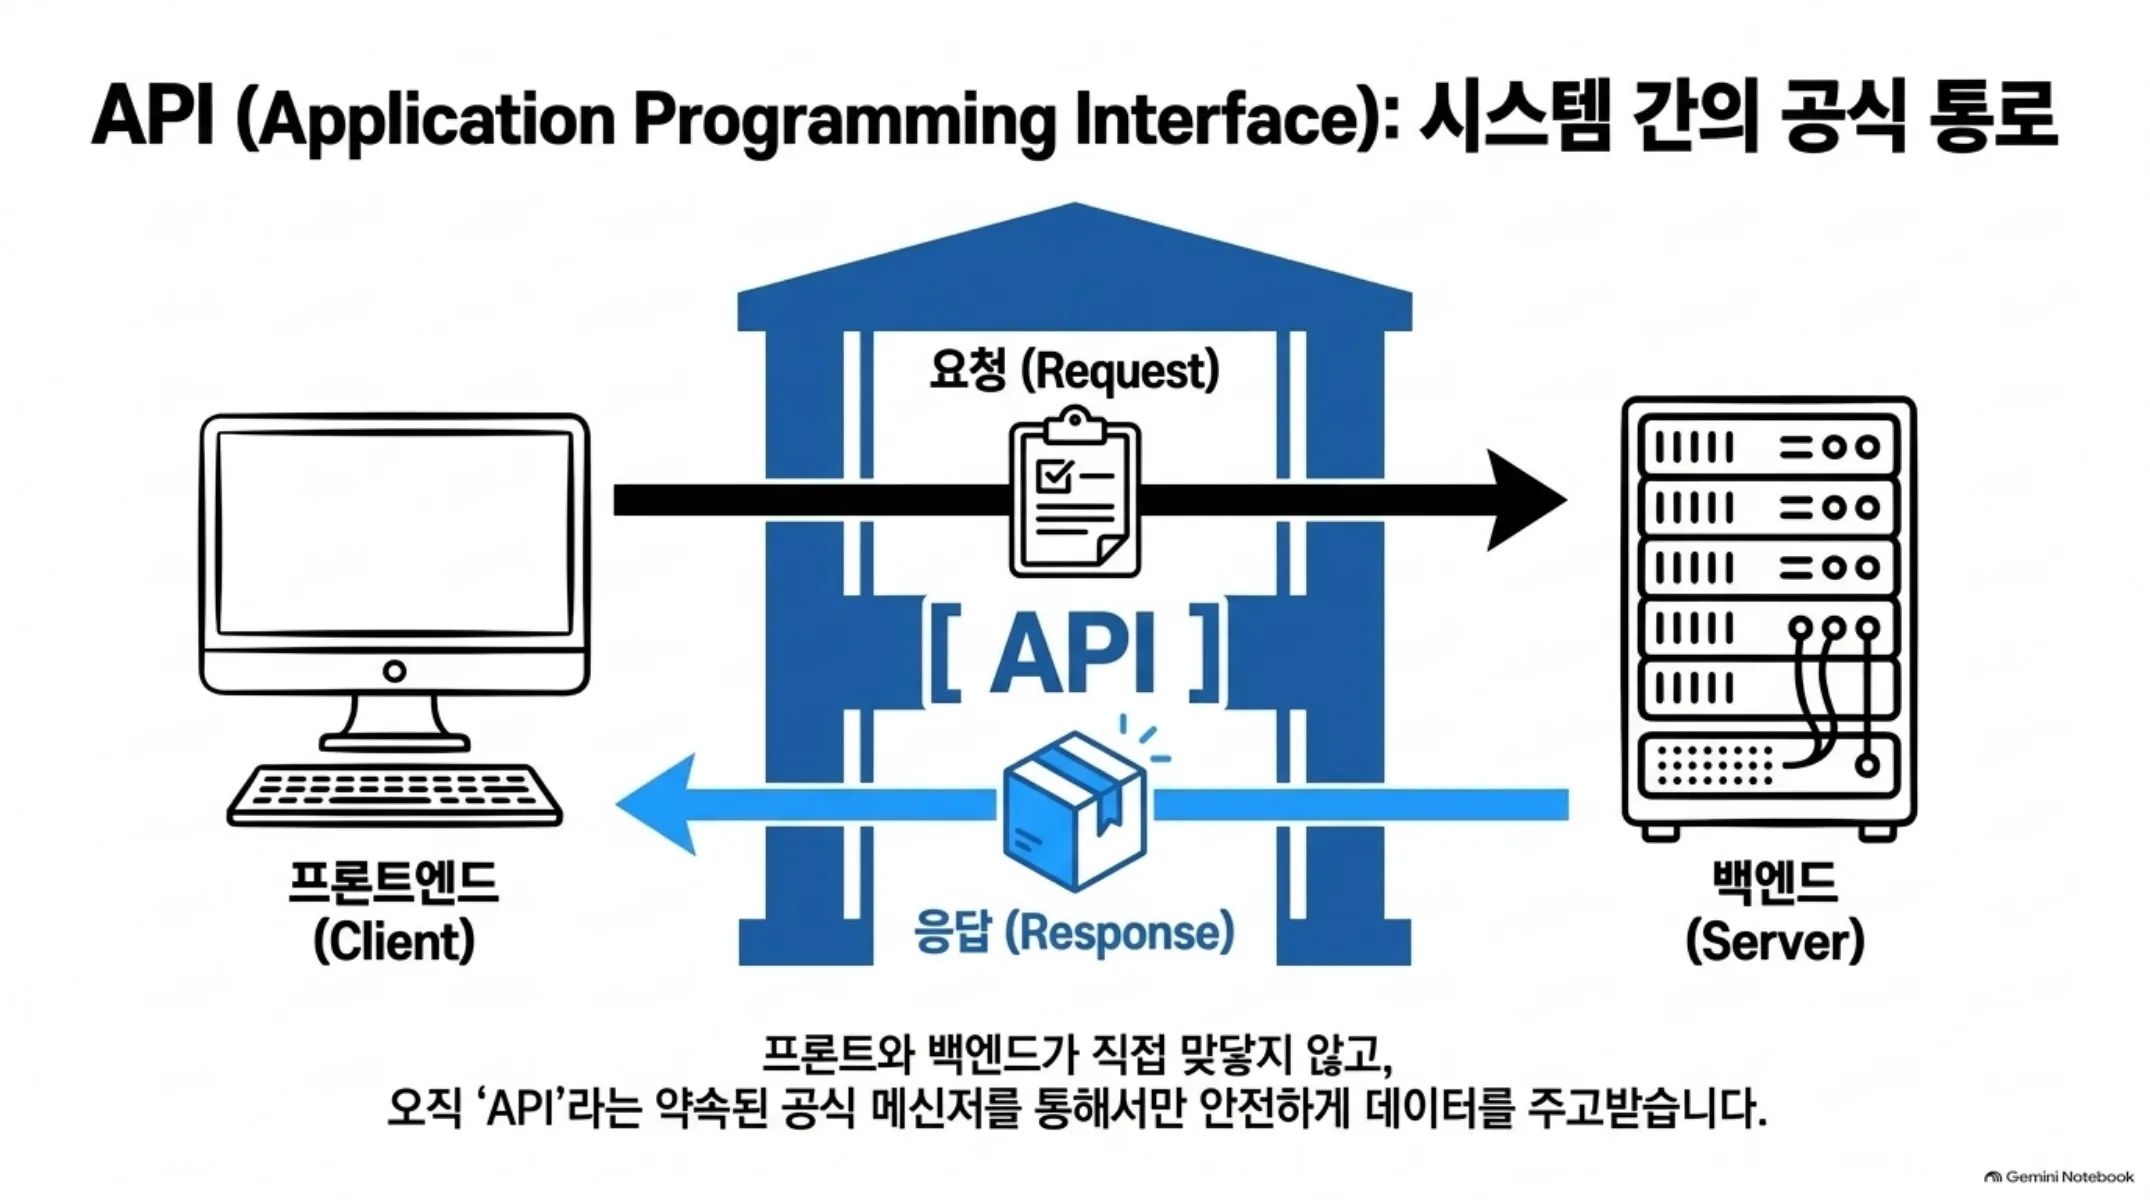 API (Application Programming Interface): 시스템 간의 공식 통로
요청 (Request)
[ API ]
응답 (Response)
프론트엔드
(Client)
백엔드
(Server)
프론트와 백엔드가 직접 맞닿지 않고,
오직 ‘API’라는 약속된 공식 메신저를 통해서만 안전하게 데이터를 주고받습니다.
Gemini Notebook